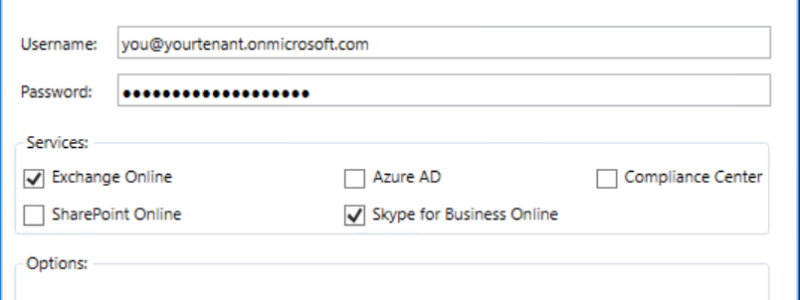 Username: you@yourtenant.onmicrosoft.com
Password: •••••••••••••••••••
Services:
Exchange Online Azure AD Compliance Center
SharePoint Online Skype for Business Online
Options: